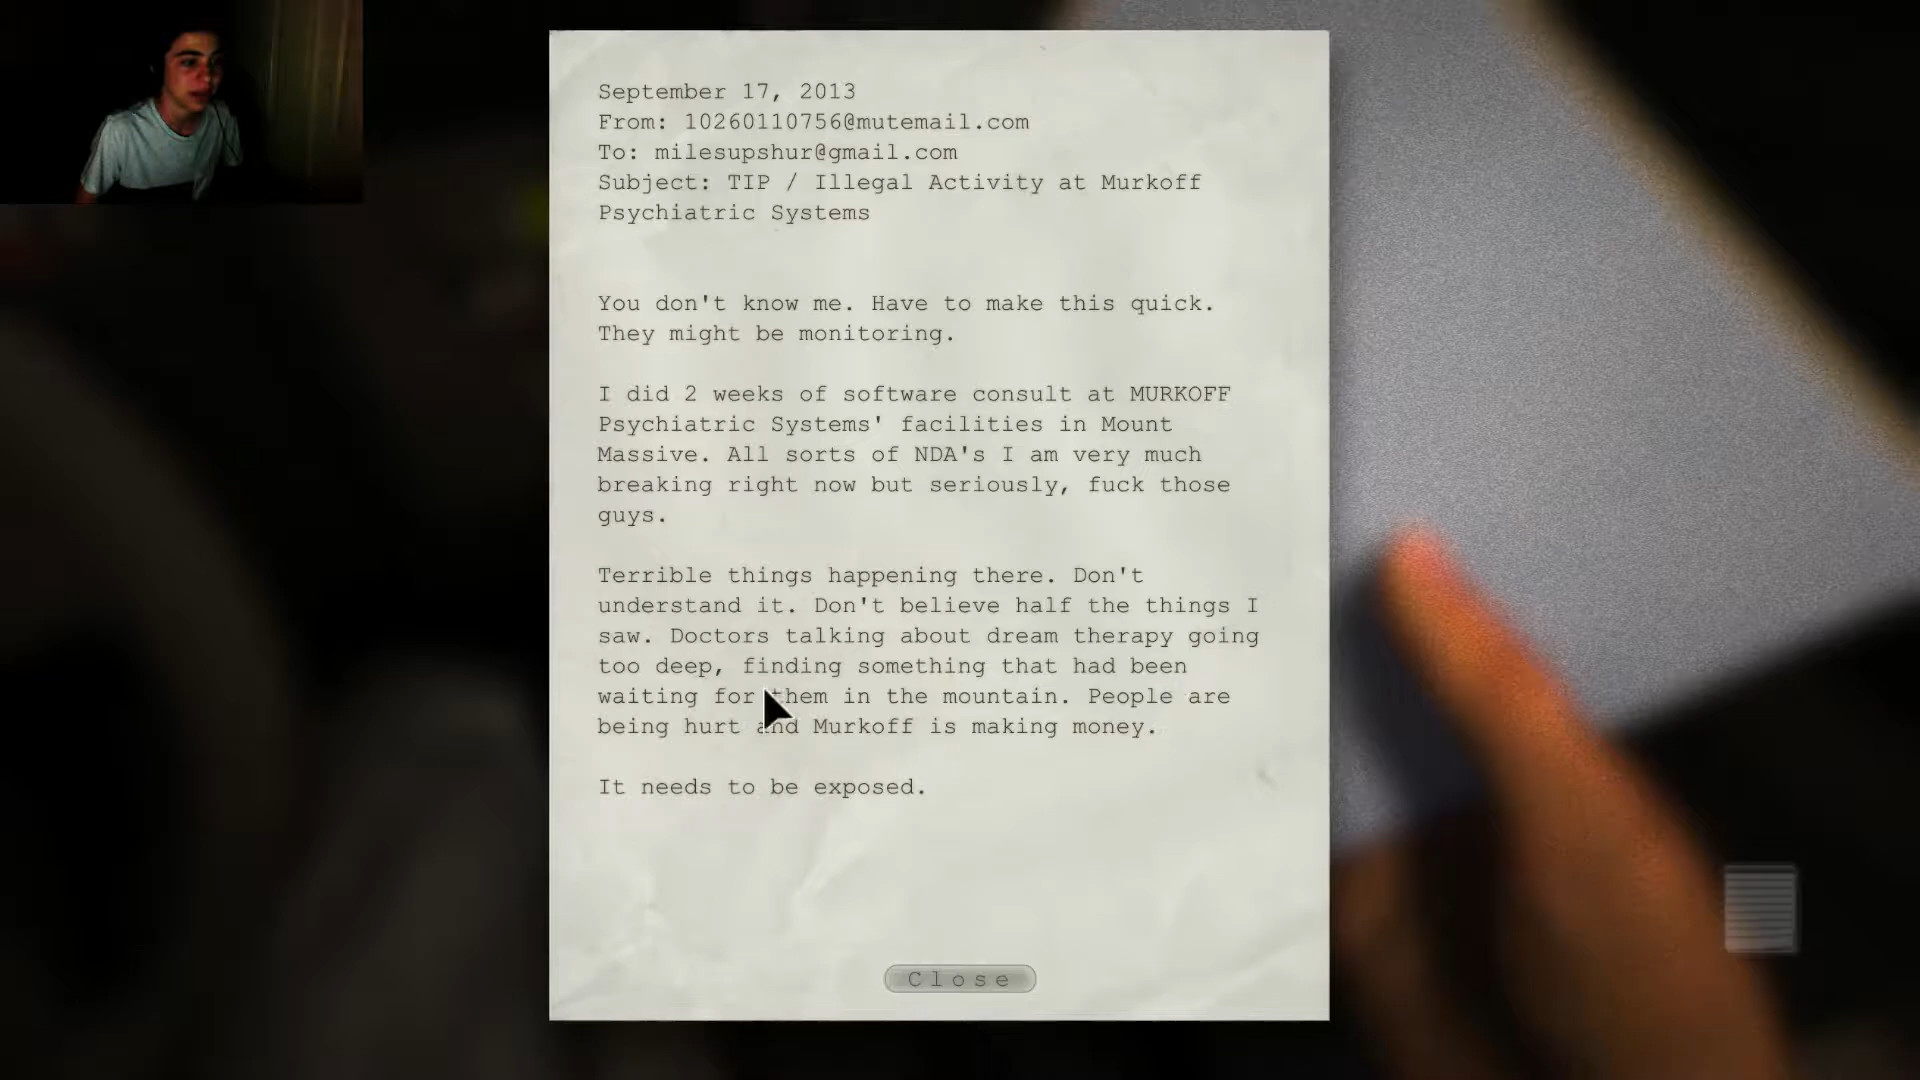 September 17, 2013
From: 10260110756@mutemail.com
To: milesupshur@gmail.com
Subject: TIP / Illegal Activity at Murkoff
Psychiatric Systems
You don't know me. Have to make this quick.
They might be monitoring.
I did 2 weeks of software consult at MURKOFF
Psychiatric Systems' facilities in Mount
Massive. All sorts of NDA's I am very much
breaking right now but seriously, fuck those
guys.
Terrible things happening there. Don't
understand it. Don't believe half the things I
saw. Doctors talking about dream therapy going
too deep, finding something that had been
waiting for them in the mountain. People are
being hurt and Murkoff is making money.
It needs to be exposed.
Close